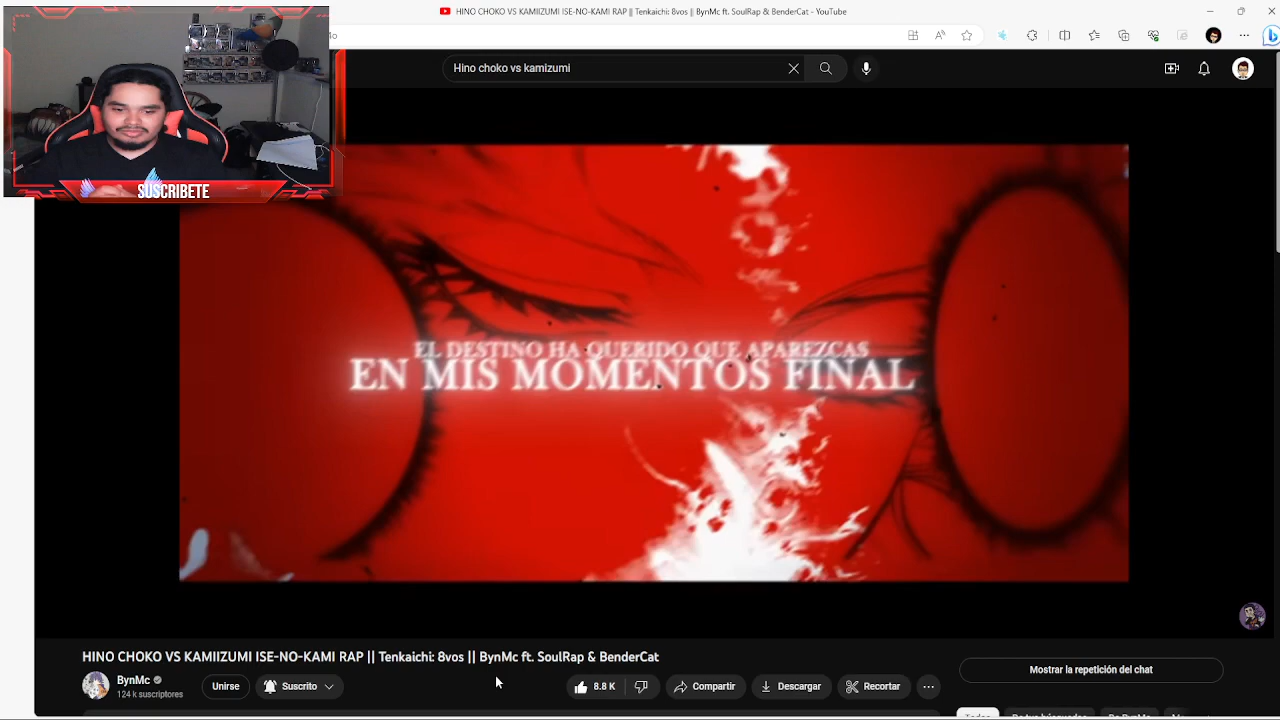 HINO CHOKO VS KAMIIZUMI ISE-NO-KAMI RAP || Tenkaichi: 8vos || BynMc ft. SoulRap & BenderCat - YouTube
Hino choko vs kamizumi
SUSCRIBETE
EL DESTINO HA QUERIDO QUE APAREZCAS
EN MIS MOMENTOS FINAL
HINO CHOKO VS KAMIIZUMI ISE-NO-KAMI RAP || Tenkaichi: 8vos || BynMc ft. SoulRap & BenderCat
BynMc
124 k suscriptores
Unirse
Suscrito
8.8 K
Compartir
Descargar
Recortar
Mostrar la repetición del chat